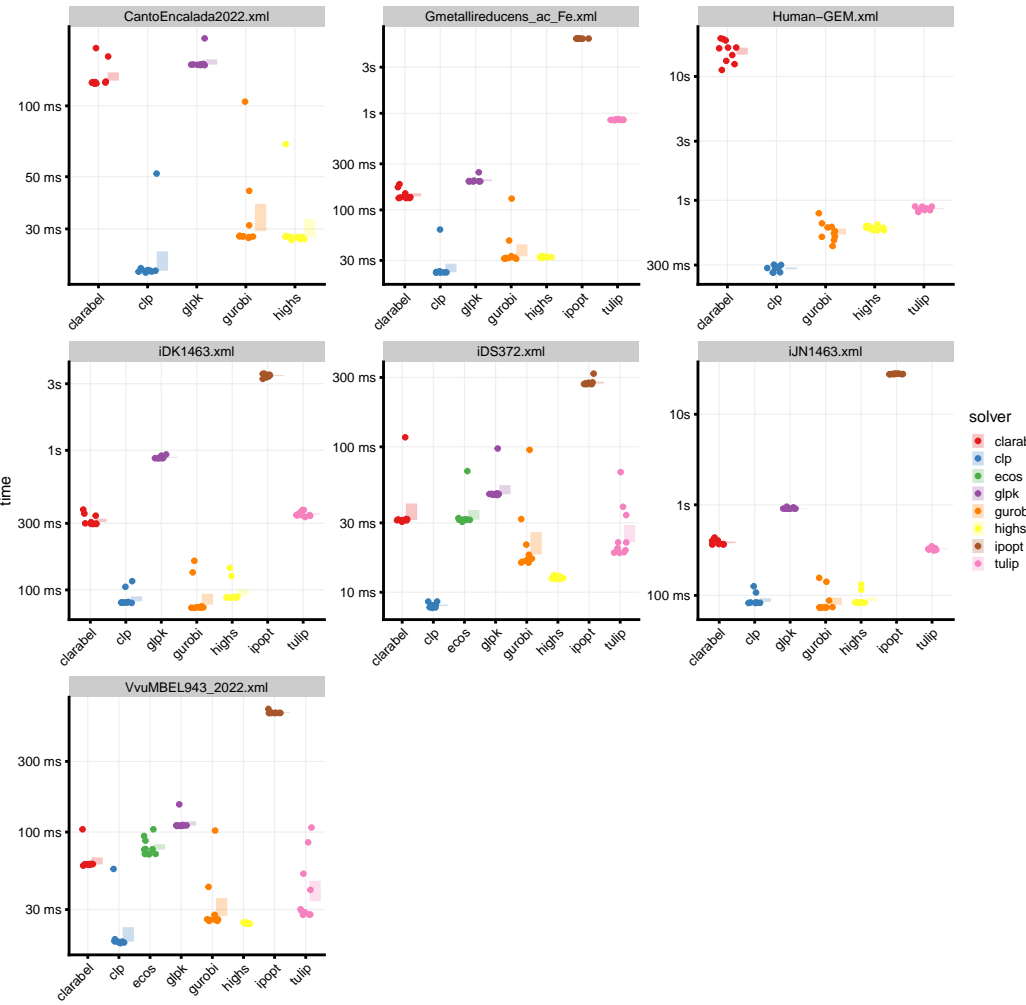 CantoEncalada2022.xml
Gmetallireducens_ac_Fe.xml
Human−GEM.xml
100 ms
50 ms
30 ms
clarabel
clp
glpk
gurobi
highs
3s
1s
300 ms
100 ms
30 ms
clarabel
clp
glpk
gurobi
highs
ipopt
tulip
10s
3s
1s
300 ms
clarabel
clp
gurobi
highs
tulip
iDK1463.xml
iDS372.xml
iJN1463.xml
time
3s
1s
300 ms
100 ms
clarabel
clp
glpk
gurobi
highs
ipopt
tulip
300 ms
100 ms
30 ms
10 ms
clarabel
clp
ecos
glpk
gurobi
highs
ipopt
tulip
10s
1s
100 ms
clarabel
clp
glpk
gurobi
highs
ipopt
tulip
solver
clarab
clp
ecos
glpk
gurob
highs
ipopt
tulip
VvuMBEL943_2022.xml
300 ms
100 ms
30 ms
clarabel
clp
ecos
glpk
gurobi
highs
ipopt
tulip